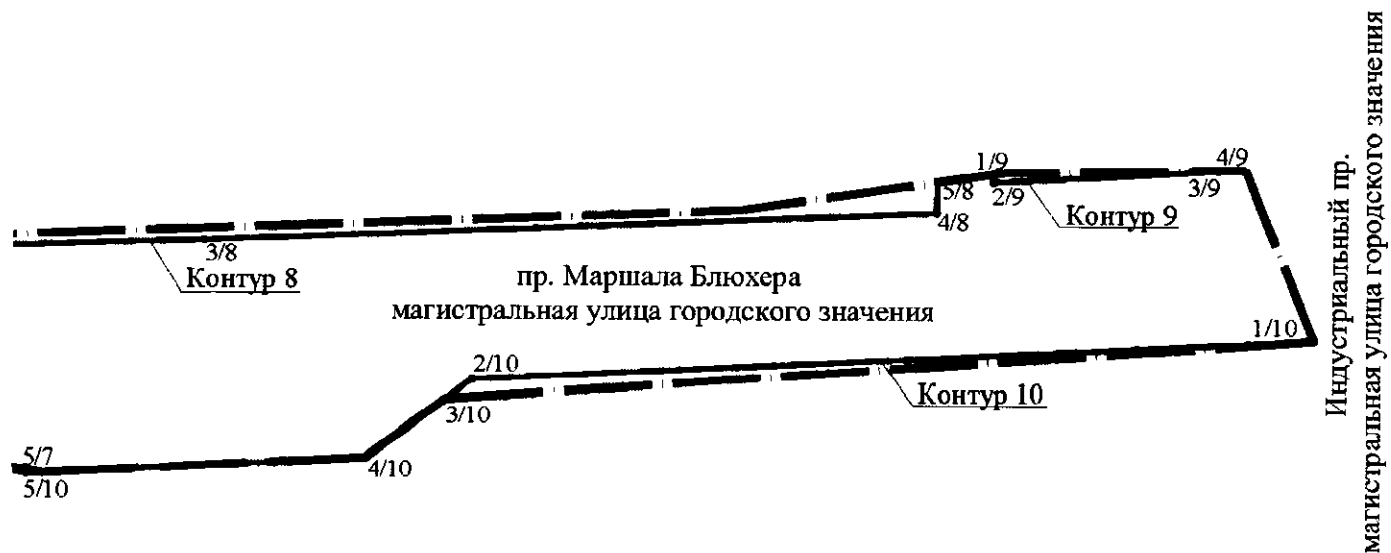 1/9
4/9
5/8
2/9
3/9
4/8
Контур 9
3/8
Контур 8
пр. Маршала Блюхера
магистральная улица городского значения
1/10
2/10
Контур 10
3/10
5/7
4/10
5/10
Индустриальный пр.
магистральная улица городского значения